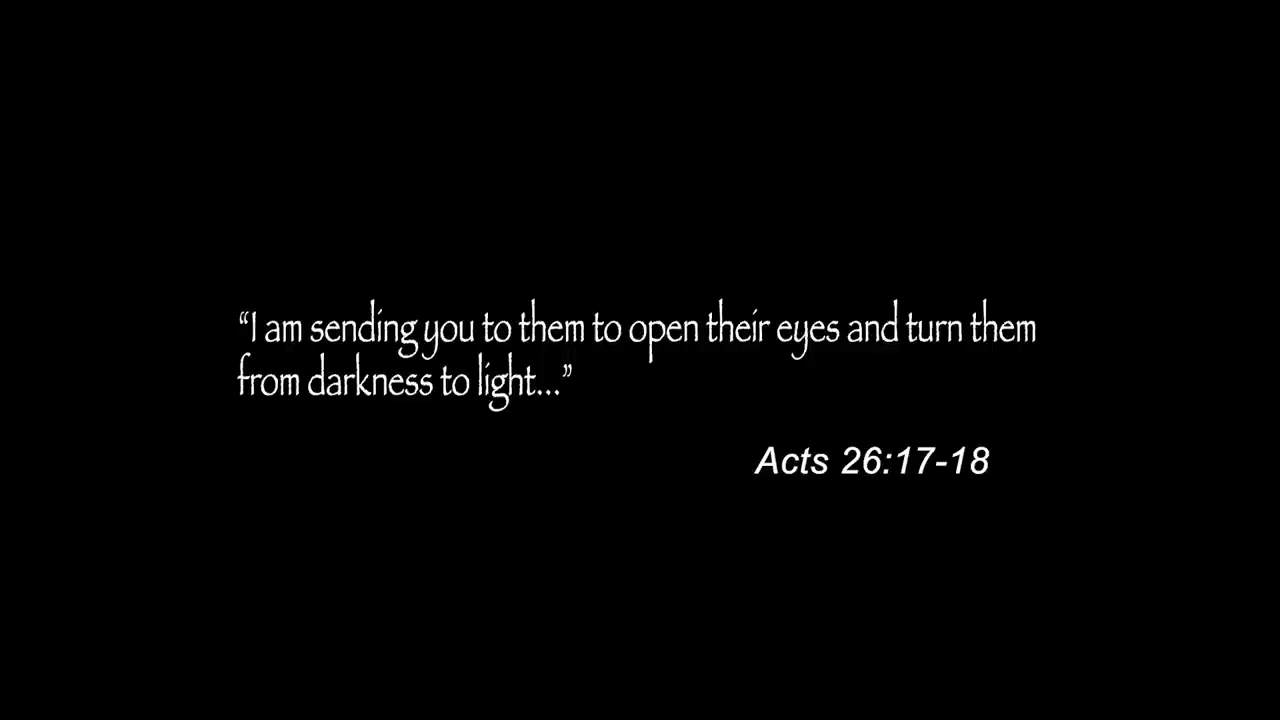 “I am sending you to them to open their eyes and turn them
from darkness to light...”
Acts 26:17-18